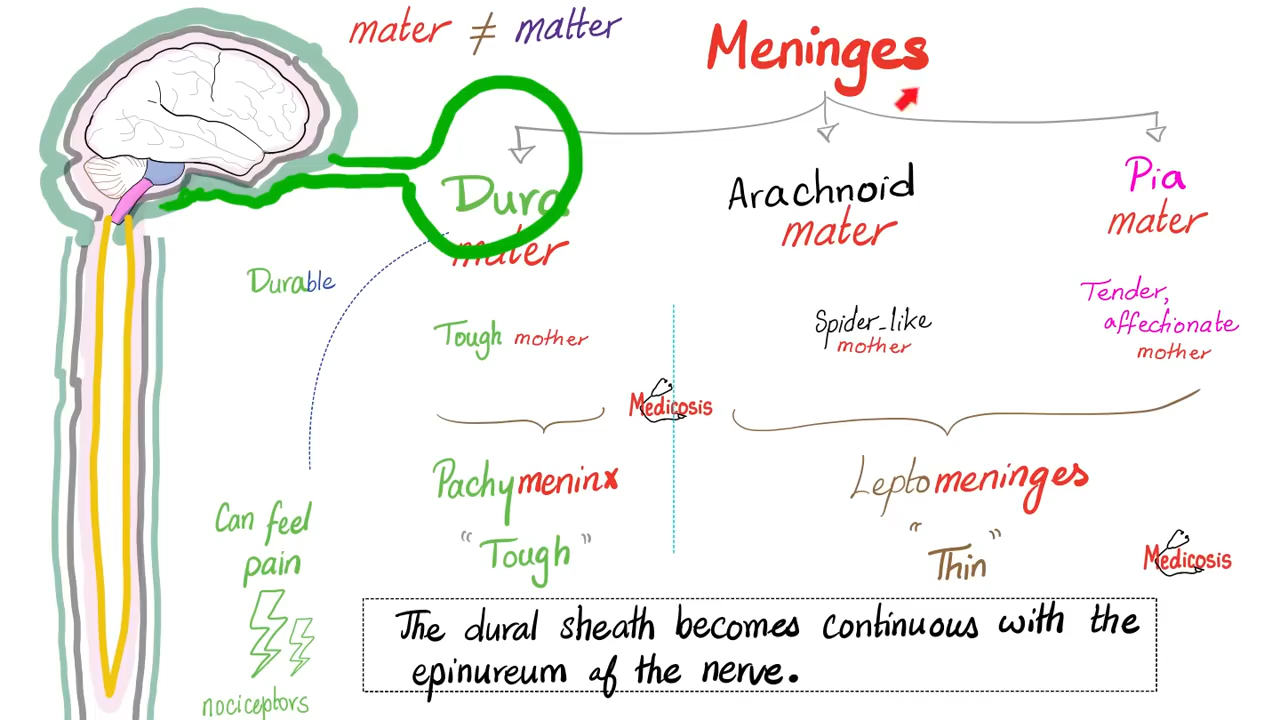 mater ≠ matter
Meninges
Dura
mater
Arachnoid
mater
Pia
mater
Durable
Tough mother
Spider-like
mother
Tender,
affectionate
mother
Medicosis
Pachymeninx
"Tough"
Leptomeninges
"Thin"
Can feel
pain
nociceptors
Medicosis
The dural sheath becomes continuous with the
epinureum of the nerve.